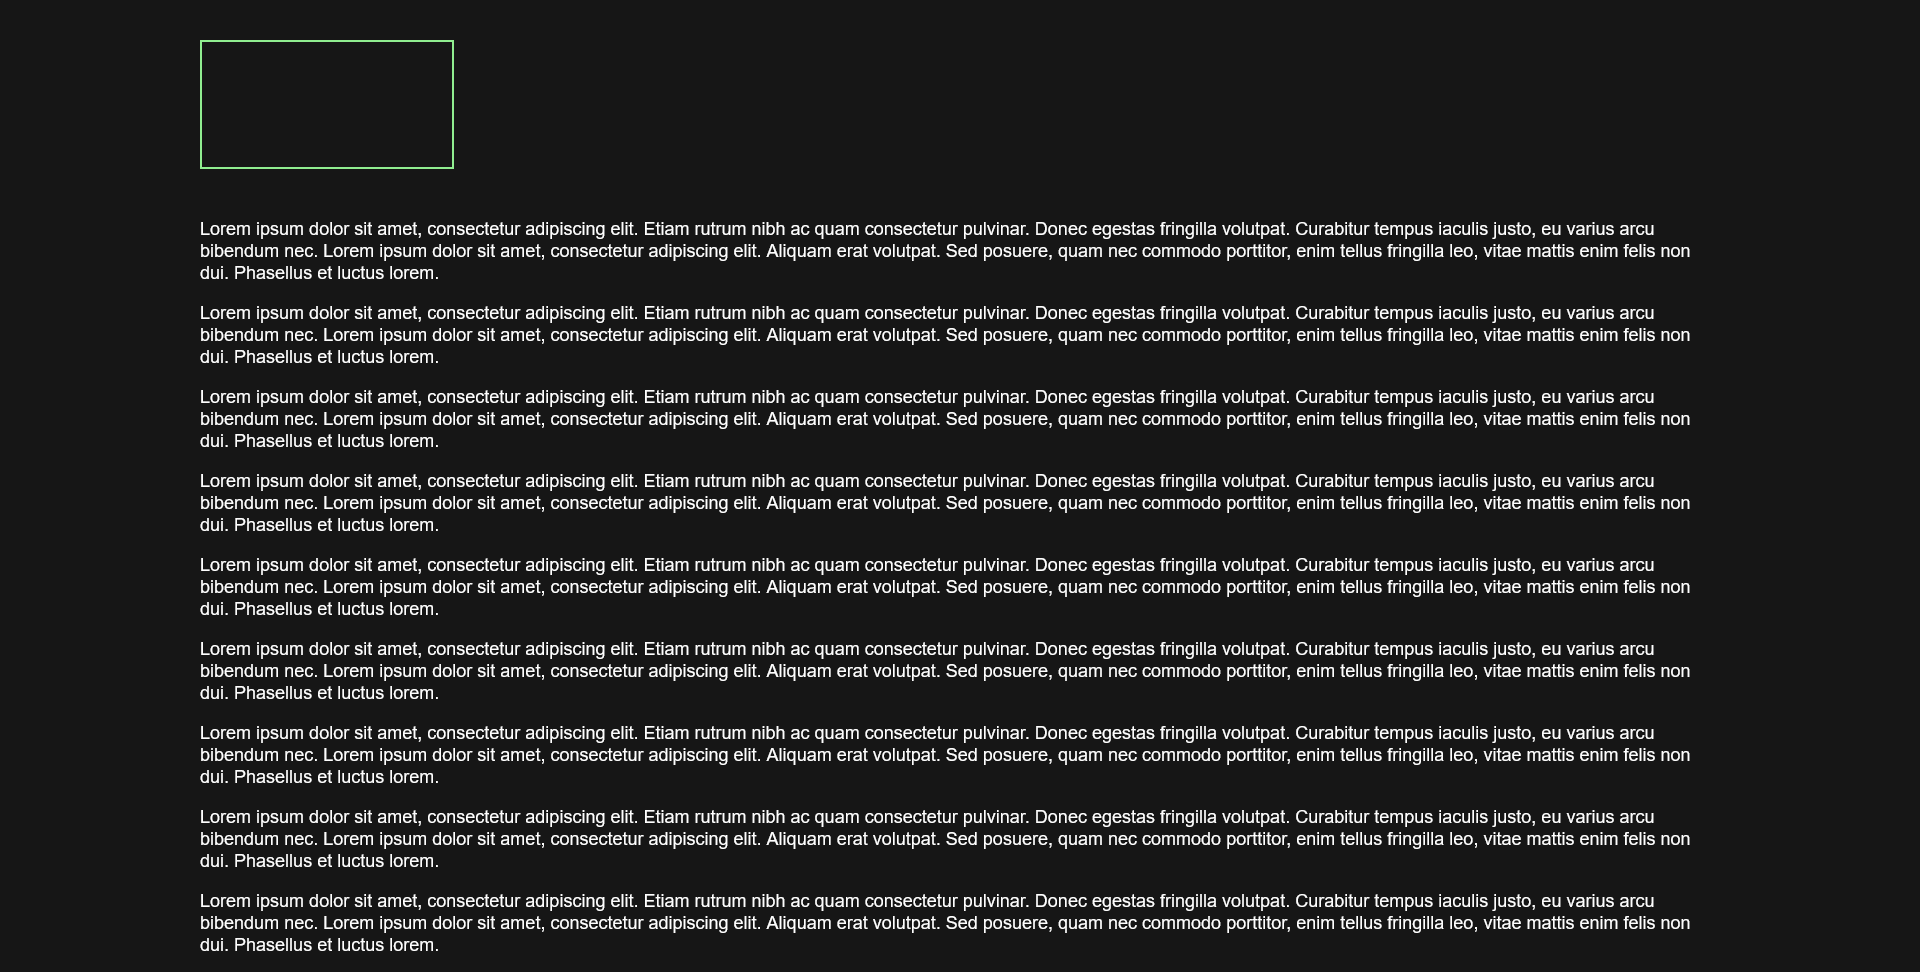 Lorem ipsum dolor sit amet, consectetur adipiscing elit. Etiam rutrum nibh ac quam consectetur pulvinar. Donec egestas fringilla volutpat. Curabitur tempus iaculis justo, eu varius arcu
bibendum nec. Lorem ipsum dolor sit amet, consectetur adipiscing elit. Aliquam erat volutpat. Sed posuere, quam nec commodo porttitor, enim tellus fringilla leo, vitae mattis enim felis non
dui. Phasellus et luctus lorem.
Lorem ipsum dolor sit amet, consectetur adipiscing elit. Etiam rutrum nibh ac quam consectetur pulvinar. Donec egestas fringilla volutpat. Curabitur tempus iaculis justo, eu varius arcu
bibendum nec. Lorem ipsum dolor sit amet, consectetur adipiscing elit. Aliquam erat volutpat. Sed posuere, quam nec commodo porttitor, enim tellus fringilla leo, vitae mattis enim felis non
dui. Phasellus et luctus lorem.
Lorem ipsum dolor sit amet, consectetur adipiscing elit. Etiam rutrum nibh ac quam consectetur pulvinar. Donec egestas fringilla volutpat. Curabitur tempus iaculis justo, eu varius arcu
bibendum nec. Lorem ipsum dolor sit amet, consectetur adipiscing elit. Aliquam erat volutpat. Sed posuere, quam nec commodo porttitor, enim tellus fringilla leo, vitae mattis enim felis non
dui. Phasellus et luctus lorem.
Lorem ipsum dolor sit amet, consectetur adipiscing elit. Etiam rutrum nibh ac quam consectetur pulvinar. Donec egestas fringilla volutpat. Curabitur tempus iaculis justo, eu varius arcu
bibendum nec. Lorem ipsum dolor sit amet, consectetur adipiscing elit. Aliquam erat volutpat. Sed posuere, quam nec commodo porttitor, enim tellus fringilla leo, vitae mattis enim felis non
dui. Phasellus et luctus lorem.
Lorem ipsum dolor sit amet, consectetur adipiscing elit. Etiam rutrum nibh ac quam consectetur pulvinar. Donec egestas fringilla volutpat. Curabitur tempus iaculis justo, eu varius arcu
bibendum nec. Lorem ipsum dolor sit amet, consectetur adipiscing elit. Aliquam erat volutpat. Sed posuere, quam nec commodo porttitor, enim tellus fringilla leo, vitae mattis enim felis non
dui. Phasellus et luctus lorem.
Lorem ipsum dolor sit amet, consectetur adipiscing elit. Etiam rutrum nibh ac quam consectetur pulvinar. Donec egestas fringilla volutpat. Curabitur tempus iaculis justo, eu varius arcu
bibendum nec. Lorem ipsum dolor sit amet, consectetur adipiscing elit. Aliquam erat volutpat. Sed posuere, quam nec commodo porttitor, enim tellus fringilla leo, vitae mattis enim felis non
dui. Phasellus et luctus lorem.
Lorem ipsum dolor sit amet, consectetur adipiscing elit. Etiam rutrum nibh ac quam consectetur pulvinar. Donec egestas fringilla volutpat. Curabitur tempus iaculis justo, eu varius arcu
bibendum nec. Lorem ipsum dolor sit amet, consectetur adipiscing elit. Aliquam erat volutpat. Sed posuere, quam nec commodo porttitor, enim tellus fringilla leo, vitae mattis enim felis non
dui. Phasellus et luctus lorem.
Lorem ipsum dolor sit amet, consectetur adipiscing elit. Etiam rutrum nibh ac quam consectetur pulvinar. Donec egestas fringilla volutpat. Curabitur tempus iaculis justo, eu varius arcu
bibendum nec. Lorem ipsum dolor sit amet, consectetur adipiscing elit. Aliquam erat volutpat. Sed posuere, quam nec commodo porttitor, enim tellus fringilla leo, vitae mattis enim felis non
dui. Phasellus et luctus lorem.
Lorem ipsum dolor sit amet, consectetur adipiscing elit. Etiam rutrum nibh ac quam consectetur pulvinar. Donec egestas fringilla volutpat. Curabitur tempus iaculis justo, eu varius arcu
bibendum nec. Lorem ipsum dolor sit amet, consectetur adipiscing elit. Aliquam erat volutpat. Sed posuere, quam nec commodo porttitor, enim tellus fringilla leo, vitae mattis enim felis non
dui. Phasellus et luctus lorem.